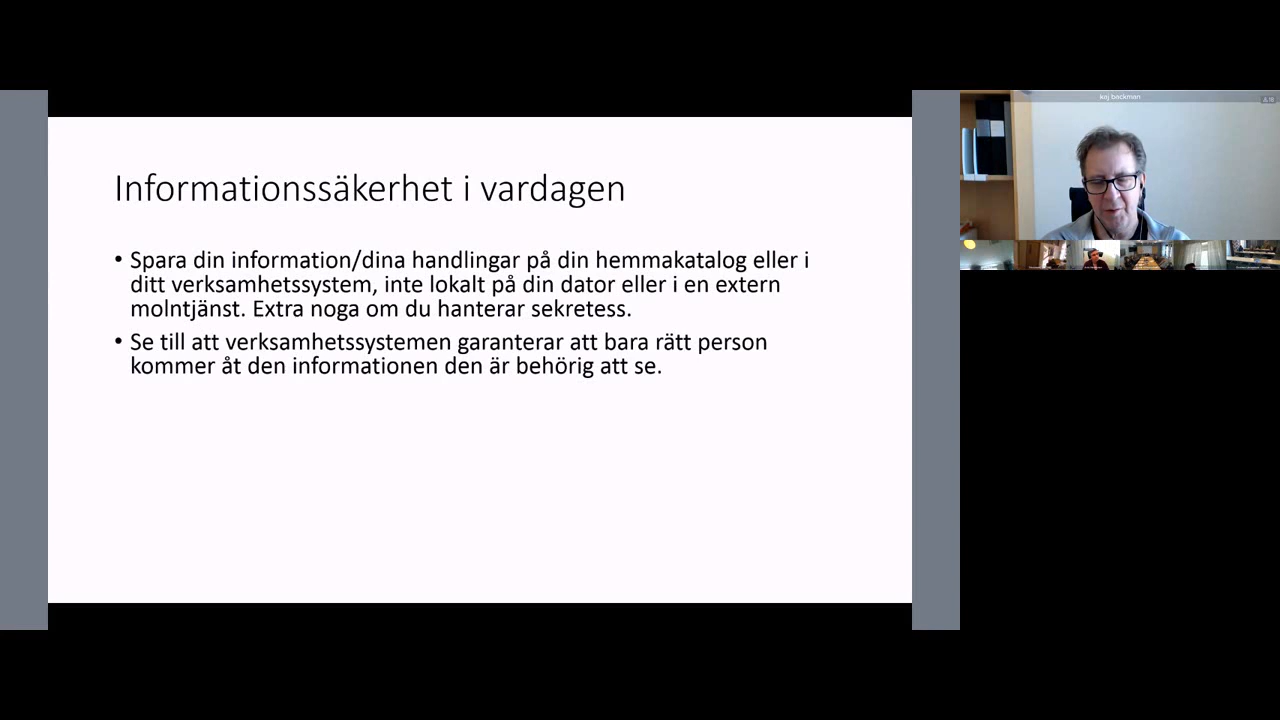 Informationssäkerhet i vardagen
• Spara din information/dina handlingar på din hemmakatalog eller i
ditt verksamhetssystem, inte lokalt på din dator eller i en extern
molntjänst. Extra noga om du hanterar sekretess.
• Se till att verksamhetssystemen garanterar att bara rätt person
kommer åt den informationen den är behörig att se.
kej backman